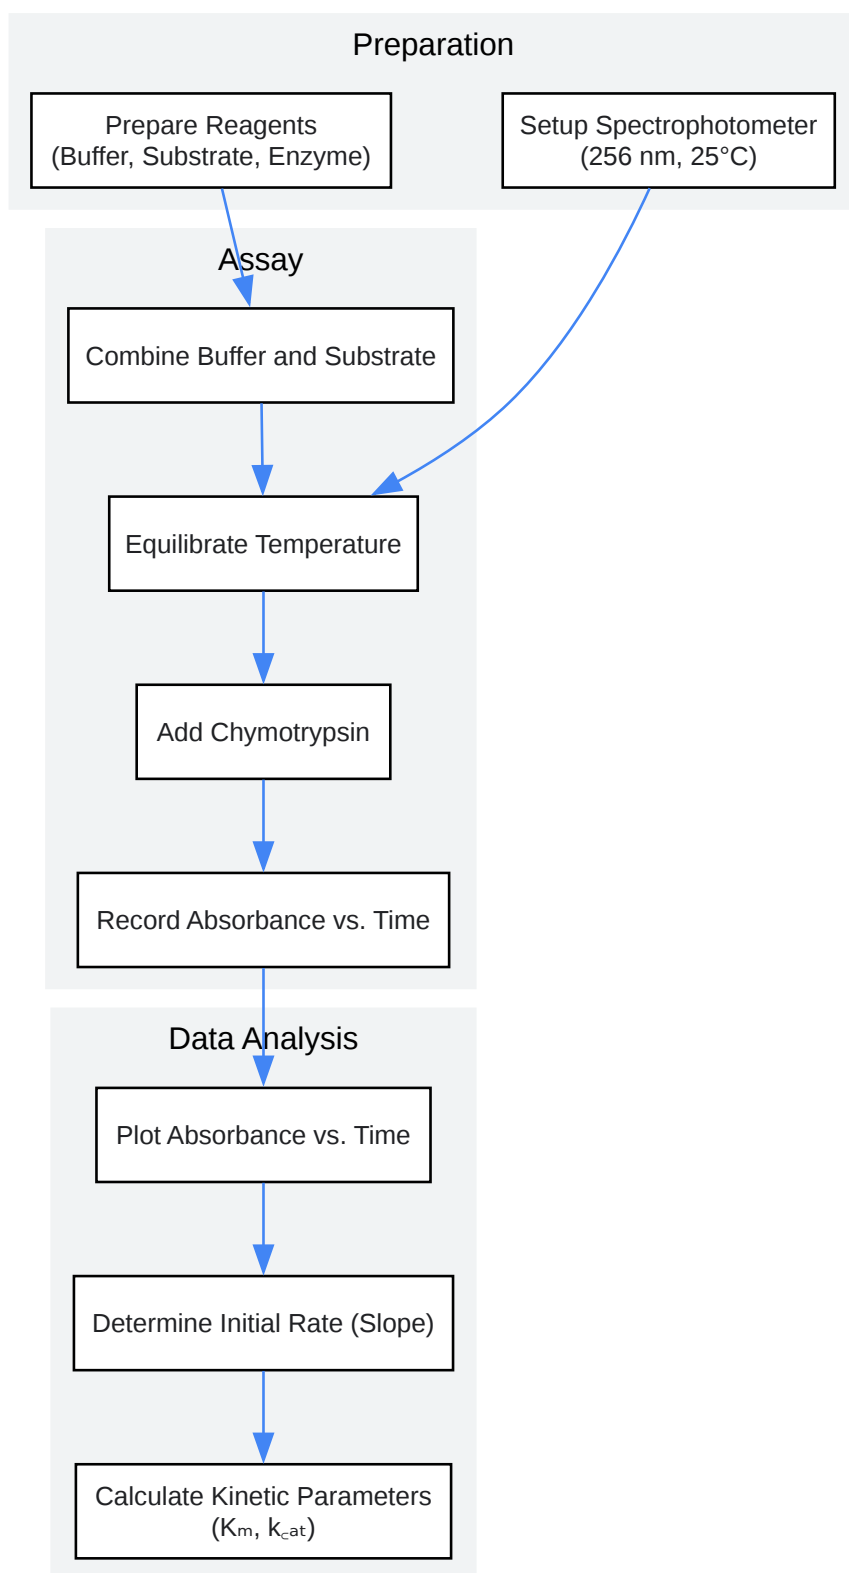 Preparation
Prepare Reagents
(Buffer, Substrate, Enzyme)
Setup Spectrophotometer
(256 nm, 25°C)
Assay
Combine Buffer and Substrate
Equilibrate Temperature
Add Chymotrypsin
Record Absorbance vs. Time
Data Analysis
Plot Absorbance vs. Time
Determine Initial Rate (Slope)
Calculate Kinetic Parameters
(Kₘ, k꜀ₐₜ)